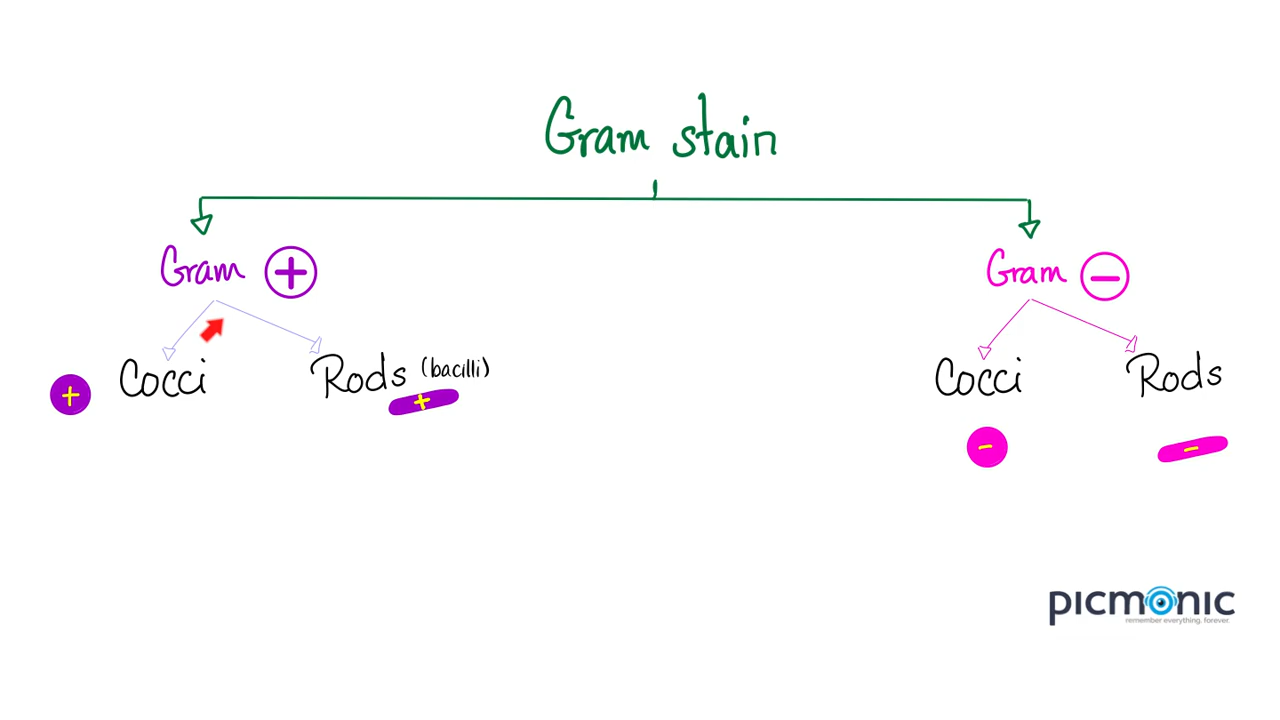 Gram stain
Gram +
Gram −
Cocci
Rods (bacilli)
Cocci
Rods
+
+
−
−
picmonic
remember everything. forever.